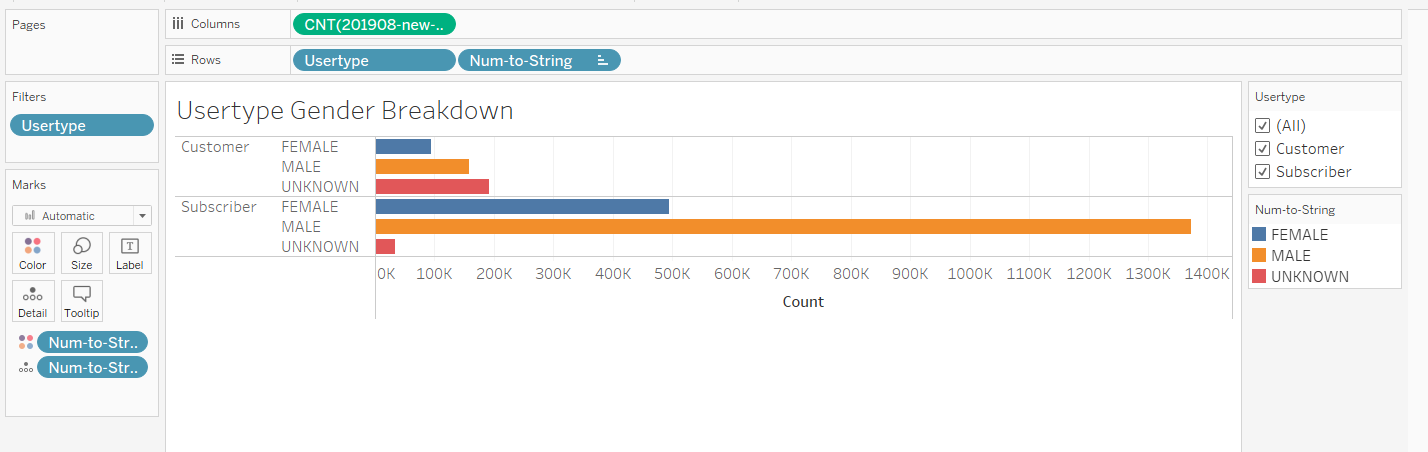 Pages
Columns
CNT(201908-new-..
Rows
Usertype
Num-to-String
Filters
Usertype
Marks
Automatic
Color
Size
Label
Detail
Tooltip
Num-to-Str..
Num-to-Str..
Usertype Gender Breakdown
Customer
FEMALE
MALE
UNKNOWN
Subscriber
FEMALE
MALE
UNKNOWN
0K 100K 200K 300K 400K 500K 600K 700K 800K 900K 1000K 1100K 1200K 1300K 1400K
Count
Usertype
(All)
Customer
Subscriber
Num-to-String
FEMALE
MALE
UNKNOWN